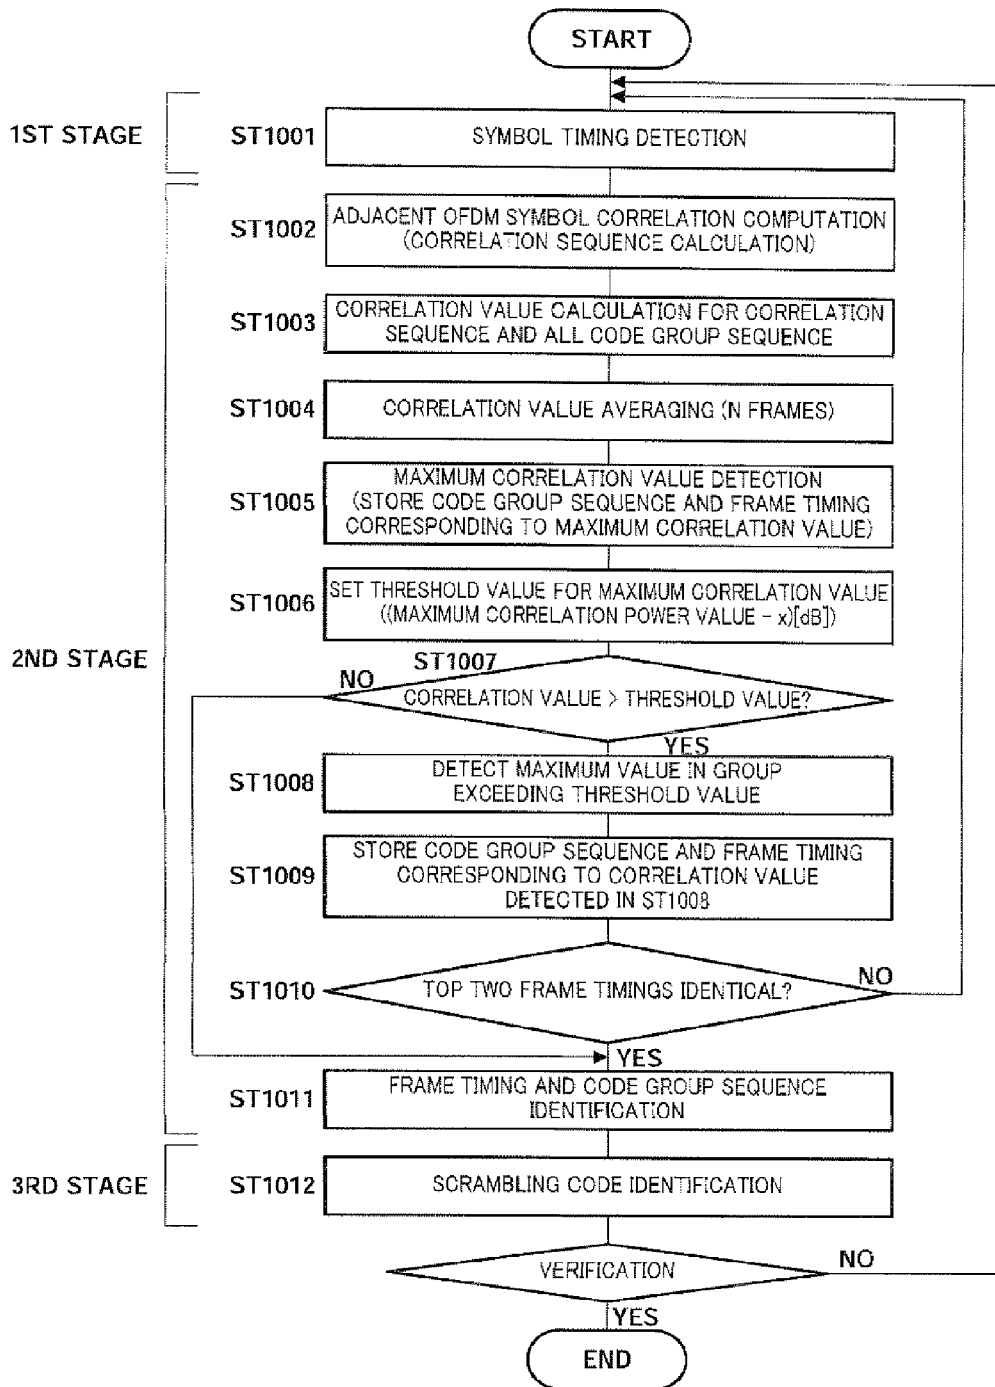 START
1ST STAGE
ST1001
SYMBOL TIMING DETECTION
ST1002
ADJACENT OFDM SYMBOL CORRELATION COMPUTATION
(CORRELATION SEQUENCE CALCULATION)
ST1003
CORRELATION VALUE CALCULATION FOR CORRELATION
SEQUENCE AND ALL CODE GROUP SEQUENCE
ST1004
CORRELATION VALUE AVERAGING (N FRAMES)
ST1005
MAXIMUM CORRELATION VALUE DETECTION
(STORE CODE GROUP SEQUENCE AND FRAME TIMING
CORRESPONDING TO MAXIMUM CORRELATION VALUE)
ST1006
SET THRESHOLD VALUE FOR MAXIMUM CORRELATION VALUE
((MAXIMUM CORRELATION POWER VALUE - x)[dB])
2ND STAGE
ST1007
NO
CORRELATION VALUE > THRESHOLD VALUE?
YES
ST1008
DETECT MAXIMUM VALUE IN GROUP
EXCEEDING THRESHOLD VALUE
ST1009
STORE CODE GROUP SEQUENCE AND FRAME TIMING
CORRESPONDING TO CORRELATION VALUE
DETECTED IN ST1008
ST1010
TOP TWO FRAME TIMINGS IDENTICAL?
NO
YES
ST1011
FRAME TIMING AND CODE GROUP SEQUENCE
IDENTIFICATION
3RD STAGE
ST1012
SCRAMBLING CODE IDENTIFICATION
VERIFICATION
NO
YES
END